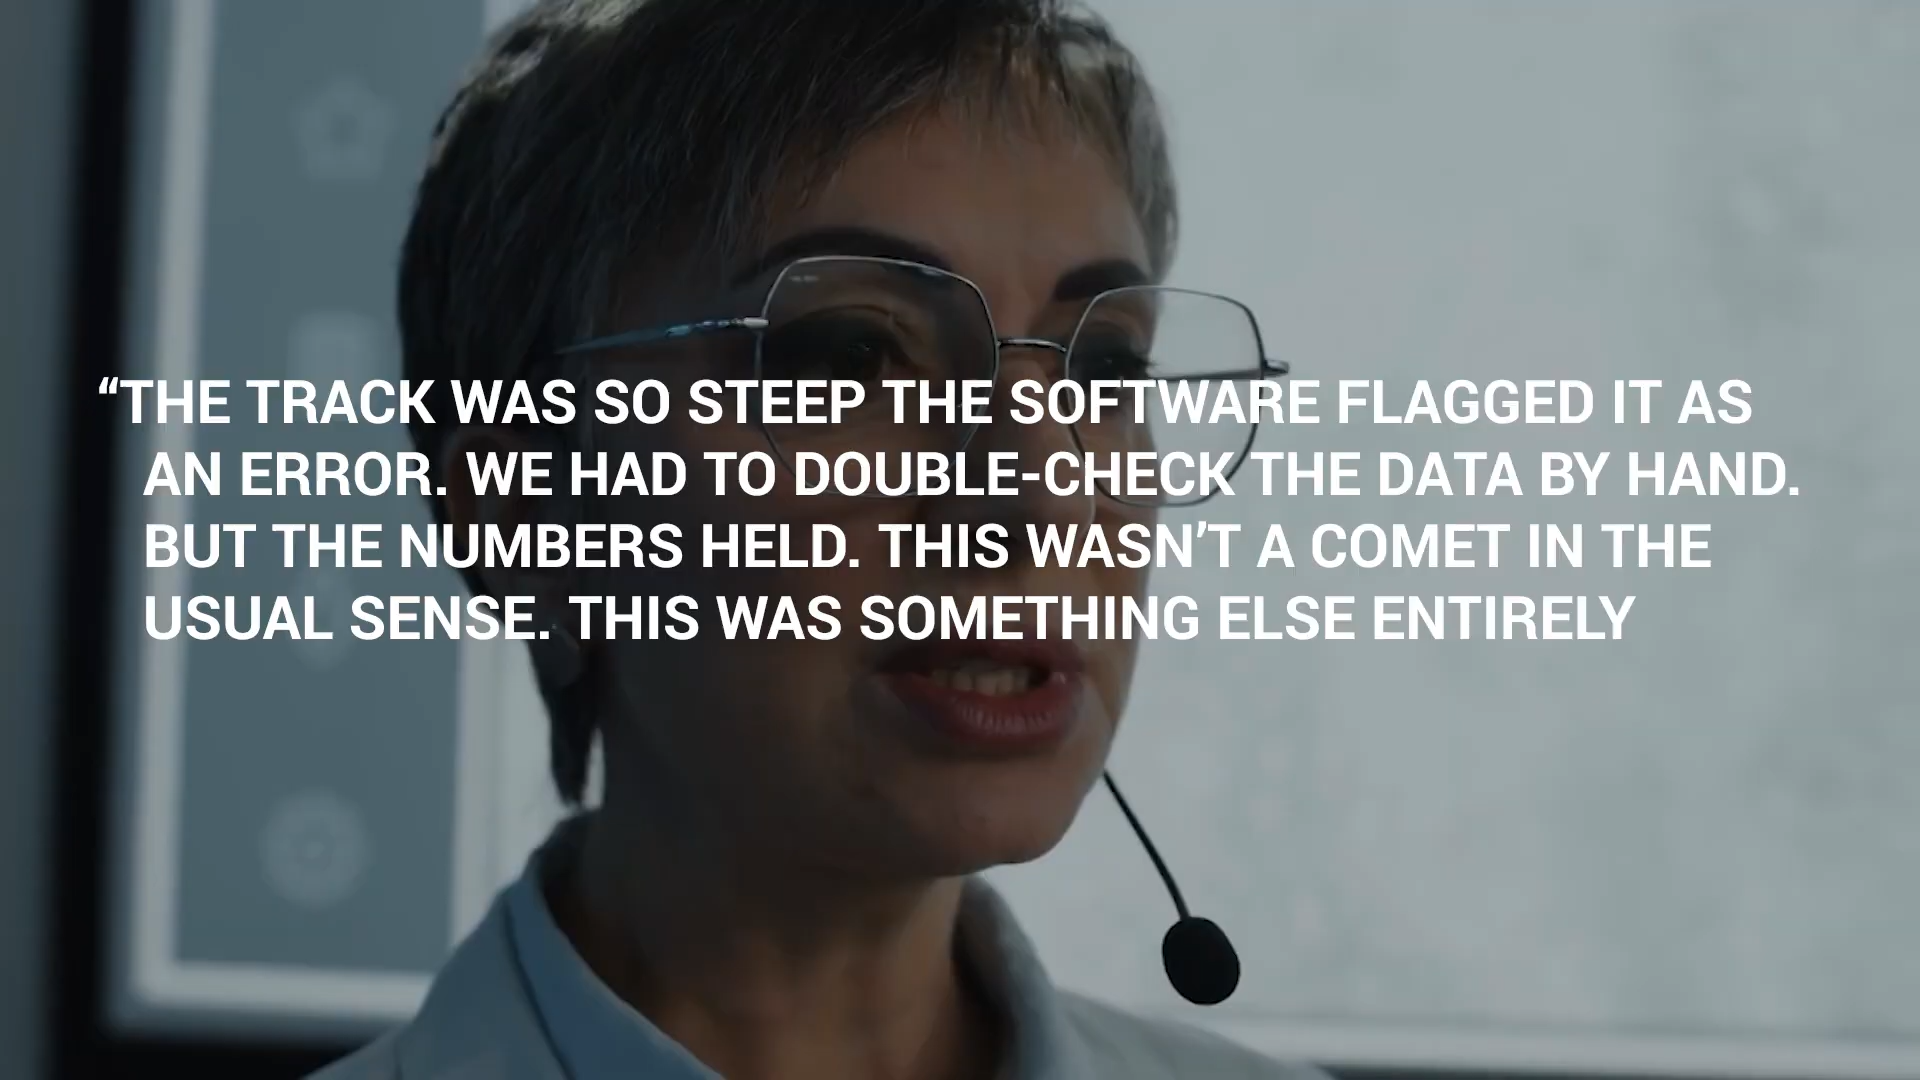 “THE TRACK WAS SO STEEP THE SOFTWARE FLAGGED IT AS
AN ERROR. WE HAD TO DOUBLE-CHECK THE DATA BY HAND.
BUT THE NUMBERS HELD. THIS WASN’T A COMET IN THE
USUAL SENSE. THIS WAS SOMETHING ELSE ENTIRELY